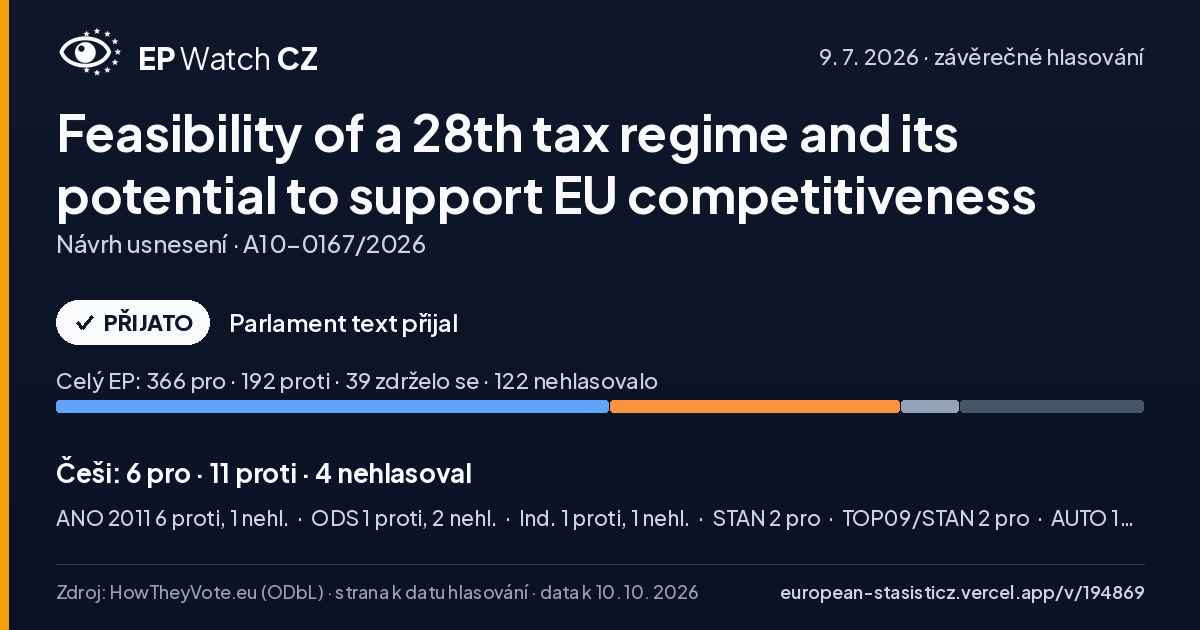 EP Watch CZ
9. 7. 2026 · závěrečné hlasování
Feasibility of a 28th tax regime and its
potential to support EU competitiveness
Návrh usnesení · A10–0167/2026
✓ PŘIJATO Parlament text přijal
Celý EP: 366 pro · 192 proti · 39 zdrželo se · 122 nehlasovalo
Češi: 6 pro · 11 proti · 4 nehlasoval
ANO 2011 6 proti, 1 nehl. · ODS 1 proti, 2 nehl. · Ind. 1 proti, 1 nehl. · STAN 2 pro · TOP09/STAN 2 pro · AUTO 1…
Zdroj: HowTheyVote.eu (ODbL) · strana k datu hlasování · data k 10. 10. 2026
european-stasisticz.vercel.app/v/194869